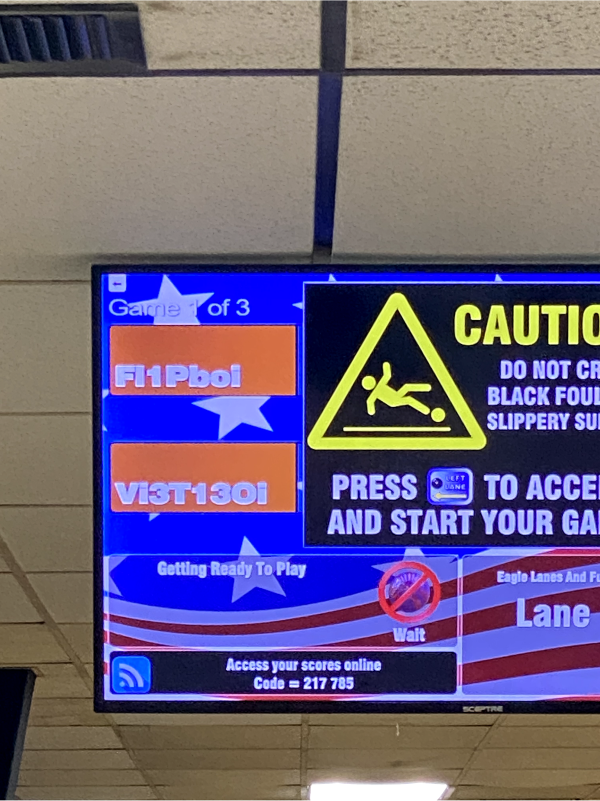 Game 1 of 3
Fl1Pboi
Vi3T13Oi
CAUTIO
DO NOT CR
BLACK FOUL
SLIPPERY SU
PRESS LEFT LANE TO ACCE
AND START YOUR GA
Getting Ready To Play
Wait
Eagle Lanes And Fu
Lane
Access your scores online
Code = 217 785
SCEPTRE